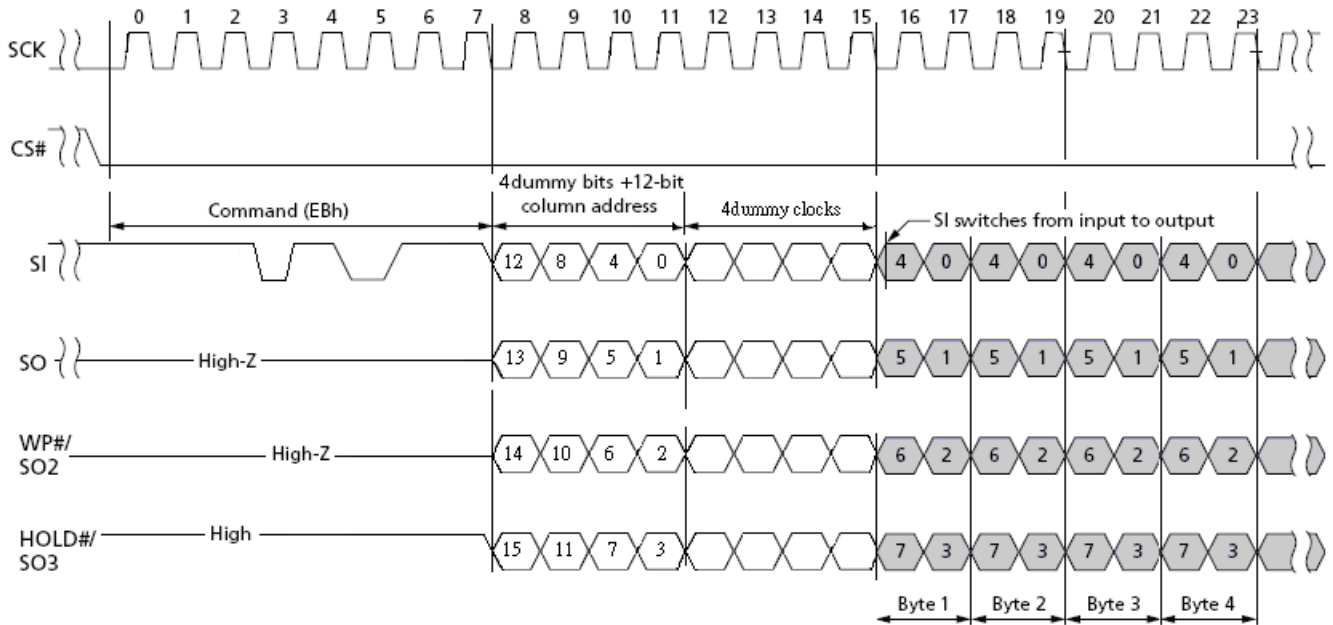 0 1 2 3 4 5 6 7 8 9 10 11 12 13 14 15 16 17 18 19 20 21 22 23
SCK
CS#
4dummy bits +12-bit
column address
Command (EBh)
4dummy clocks
SI switches from input to output
SI
12 8 4 0 4 0 4 0 4 0 4 0
SO
High-Z
13 9 5 1 5 1 5 1 5 1 5 1
WP#/
SO2
High-Z
14 10 6 2 6 2 6 2 6 2 6 2
HOLD#/
SO3
High
15 11 7 3 7 3 7 3 7 3 7 3
Byte 1 Byte 2 Byte 3 Byte 4